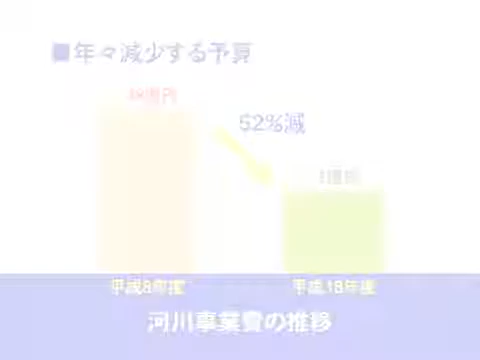 ■年々減少する予算
52%減
平成8年度
平成18年度
河川事業費の推移